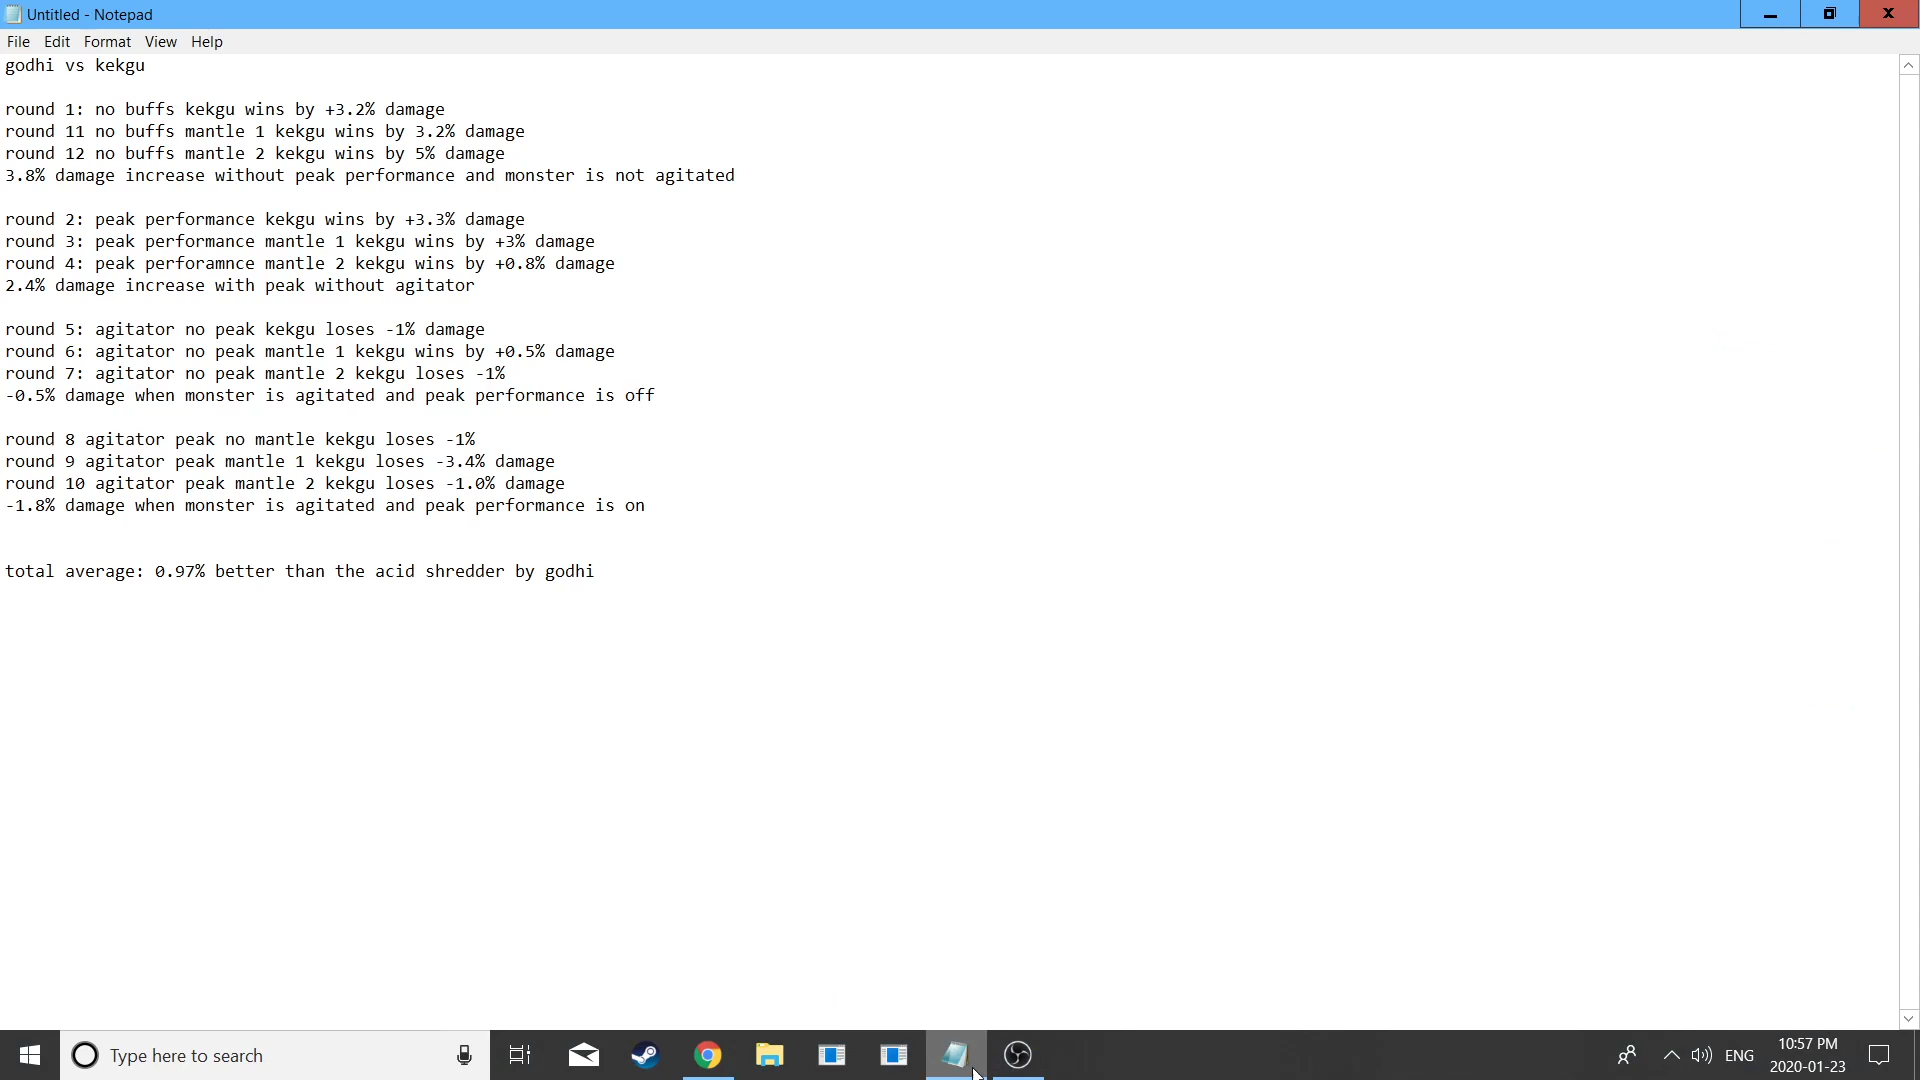 Untitled - Notepad
File Edit Format View Help
godhi vs kekgu
round 1: no buffs kekgu wins by +3.2% damage
round 11 no buffs mantle 1 kekgu wins by 3.2% damage
round 12 no buffs mantle 2 kekgu wins by 5% damage
3.8% damage increase without peak performance and monster is not agitated
round 2: peak performance kekgu wins by +3.3% damage
round 3: peak performance mantle 1 kekgu wins by +3% damage
round 4: peak perforamnce mantle 2 kekgu wins by +0.8% damage
2.4% damage increase with peak without agitator
round 5: agitator no peak kekgu loses -1% damage
round 6: agitator no peak mantle 1 kekgu wins by +0.5% damage
round 7: agitator no peak mantle 2 kekgu loses -1%
-0.5% damage when monster is agitated and peak performance is off
round 8 agitator peak no mantle kekgu loses -1%
round 9 agitator peak mantle 1 kekgu loses -3.4% damage
round 10 agitator peak mantle 2 kekgu loses -1.0% damage
-1.8% damage when monster is agitated and peak performance is on
total average: 0.97% better than the acid shredder by godhi
Type here to search
ENG
10:57 PM
2020-01-23